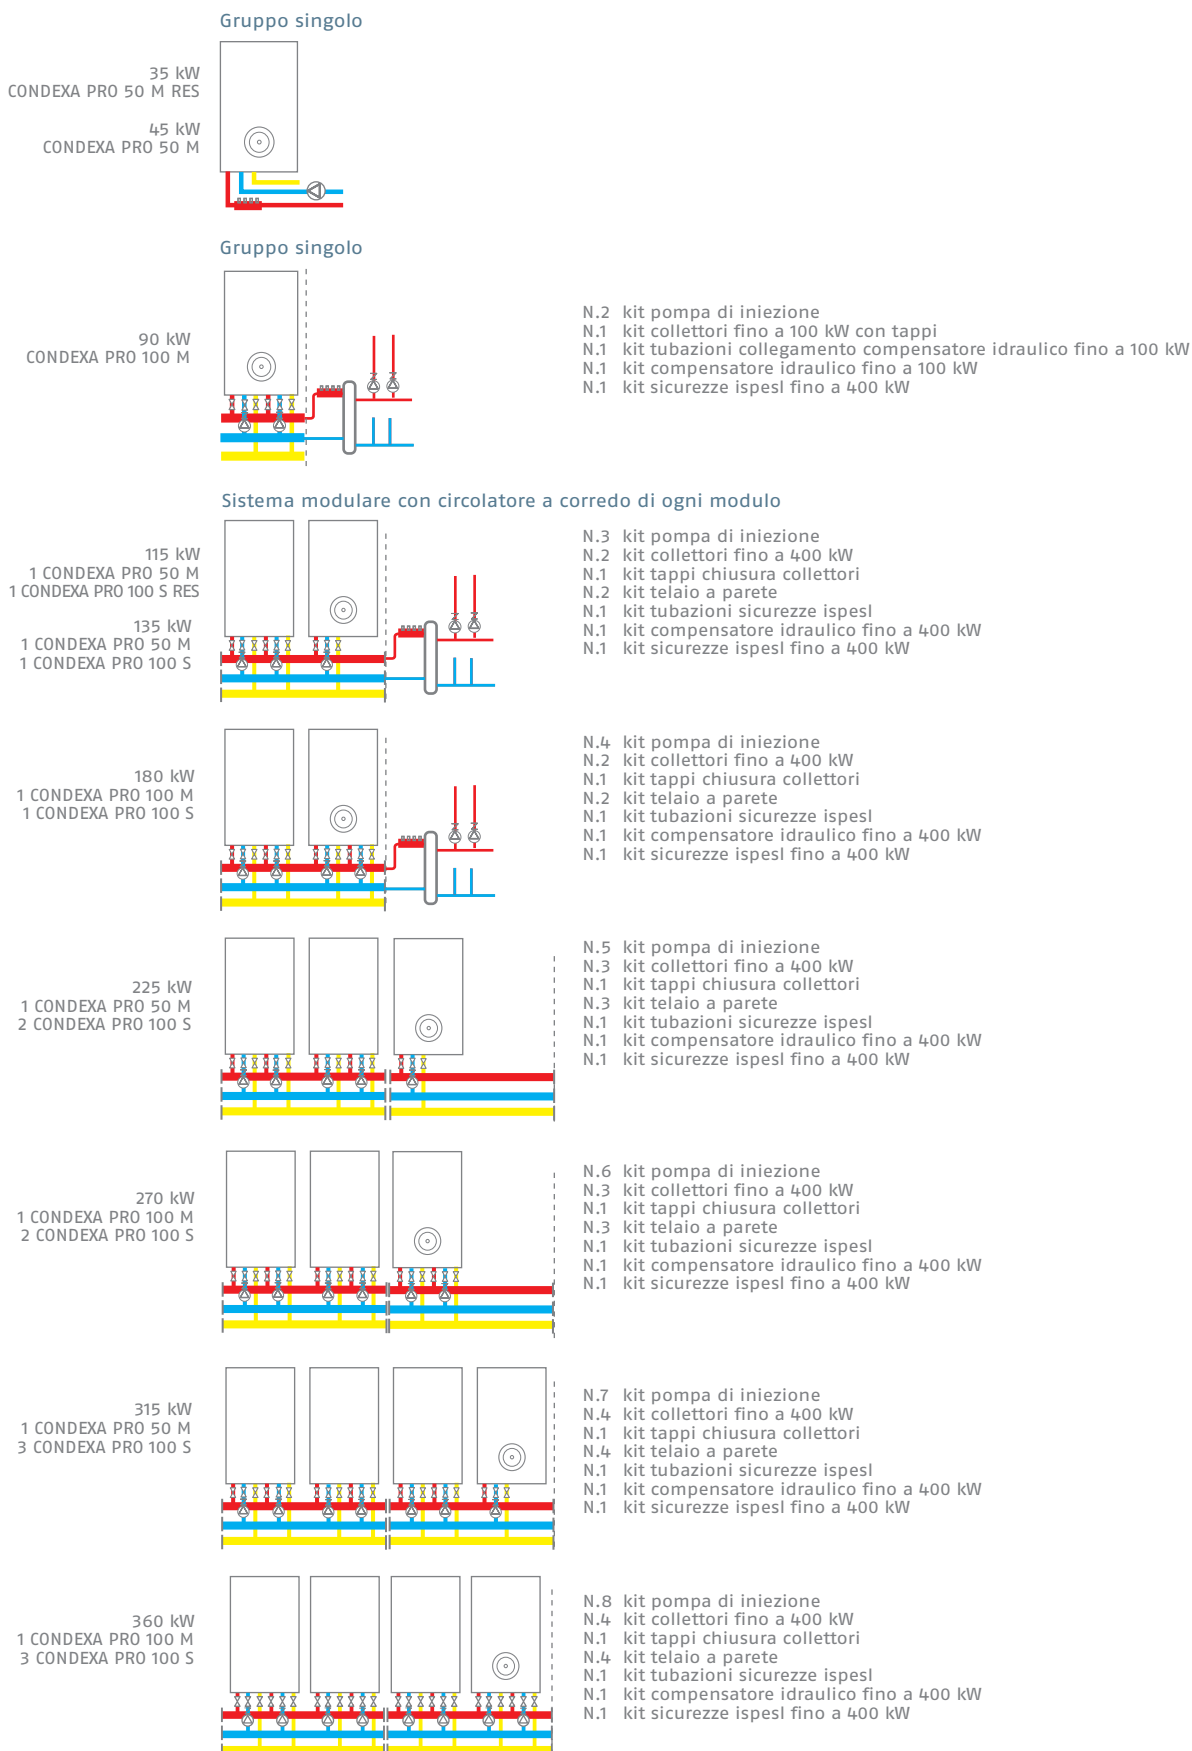 Gruppo singolo
35 kW
CONDEXA PRO 50 M RES
45 kW
CONDEXA PRO 50 M
Gruppo singolo
90 kW
CONDEXA PRO 100 M
N.2 kit pompa di iniezione
N.1 kit collettori fino a 100 kW con tappi
N.1 kit tubazioni collegamento compensatore idraulico fino a 100 kW
N.1 kit compensatore idraulico fino a 100 kW
N.1 kit sicurezze ispesl fino a 400 kW
Sistema modulare con circolatore a corredo di ogni modulo
115 kW
1 CONDEXA PRO 50 M
1 CONDEXA PRO 100 S RES
135 kW
1 CONDEXA PRO 50 M
1 CONDEXA PRO 100 S
N.3 kit pompa di iniezione
N.2 kit collettori fino a 400 kW
N.1 kit tappi chiusura collettori
N.2 kit telaio a parete
N.1 kit tubazioni sicurezze ispesl
N.1 kit compensatore idraulico fino a 400 kW
N.1 kit sicurezze ispesl fino a 400 kW
180 kW
1 CONDEXA PRO 100 M
1 CONDEXA PRO 100 S
N.4 kit pompa di iniezione
N.2 kit collettori fino a 400 kW
N.1 kit tappi chiusura collettori
N.2 kit telaio a parete
N.1 kit tubazioni sicurezze ispesl
N.1 kit compensatore idraulico fino a 400 kW
N.1 kit sicurezze ispesl fino a 400 kW
225 kW
1 CONDEXA PRO 50 M
2 CONDEXA PRO 100 S
N.5 kit pompa di iniezione
N.3 kit collettori fino a 400 kW
N.1 kit tappi chiusura collettori
N.3 kit telaio a parete
N.1 kit tubazioni sicurezze ispesl
N.1 kit compensatore idraulico fino a 400 kW
N.1 kit sicurezze ispesl fino a 400 kW
270 kW
1 CONDEXA PRO 100 M
2 CONDEXA PRO 100 S
N.6 kit pompa di iniezione
N.3 kit collettori fino a 400 kW
N.1 kit tappi chiusura collettori
N.3 kit telaio a parete
N.1 kit tubazioni sicurezze ispesl
N.1 kit compensatore idraulico fino a 400 kW
N.1 kit sicurezze ispesl fino a 400 kW
315 kW
1 CONDEXA PRO 50 M
3 CONDEXA PRO 100 S
N.7 kit pompa di iniezione
N.4 kit collettori fino a 400 kW
N.1 kit tappi chiusura collettori
N.4 kit telaio a parete
N.1 kit tubazioni sicurezze ispesl
N.1 kit compensatore idraulico fino a 400 kW
N.1 kit sicurezze ispesl fino a 400 kW
360 kW
1 CONDEXA PRO 100 M
3 CONDEXA PRO 100 S
N.8 kit pompa di iniezione
N.4 kit collettori fino a 400 kW
N.1 kit tappi chiusura collettori
N.4 kit telaio a parete
N.1 kit tubazioni sicurezze ispesl
N.1 kit compensatore idraulico fino a 400 kW
N.1 kit sicurezze ispesl fino a 400 kW